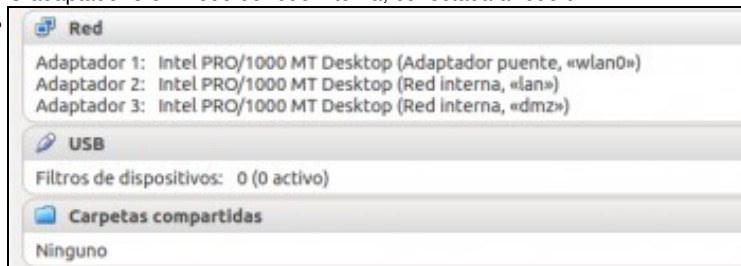 Red
Adaptador 1: Intel PRO/1000 MT Desktop (Adaptador puente, «wlan0»)
Adaptador 2: Intel PRO/1000 MT Desktop (Red interna, «lan»)
Adaptador 3: Intel PRO/1000 MT Desktop (Red interna, «dmz»)
USB
Filtros de dispositivos: 0 (0 activo)
Carpetas compartidas
Ninguno